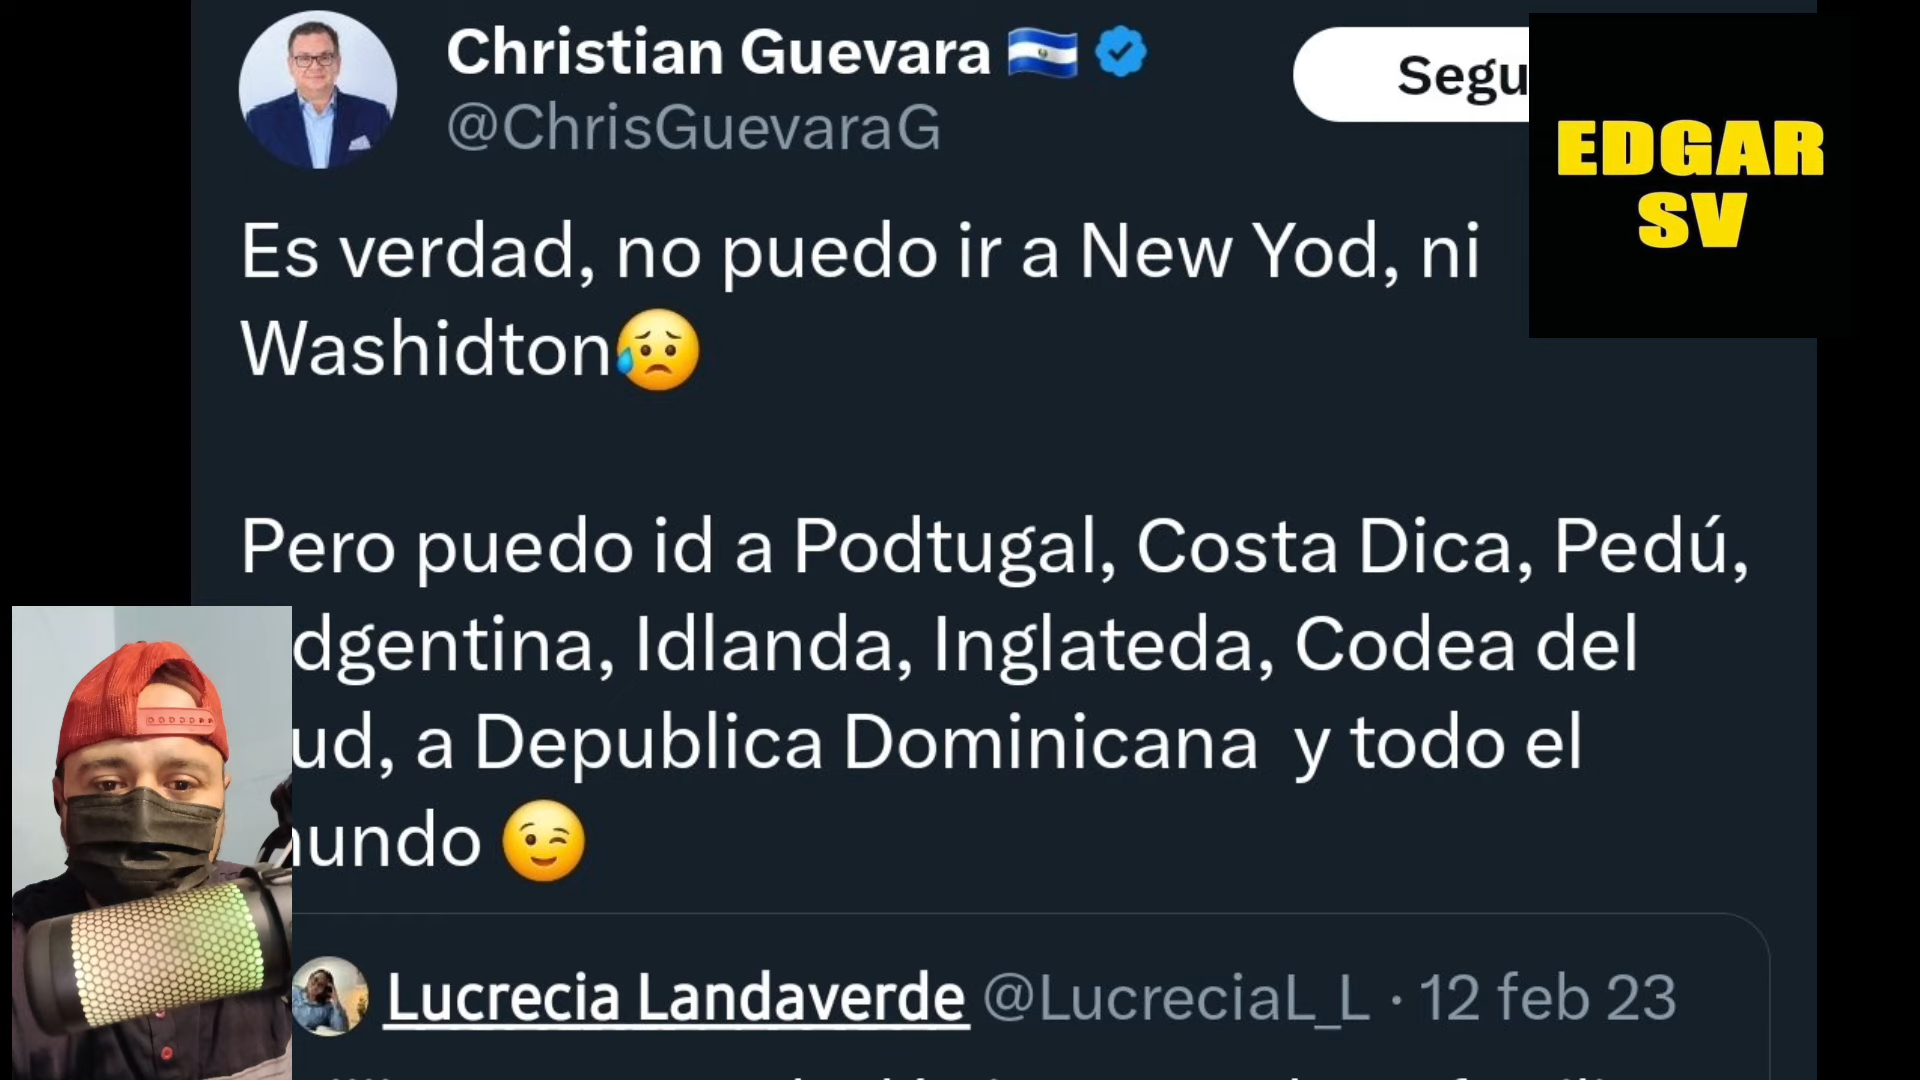 Christian Guevara
@ChrisGuevaraG
Segu
EDGAR
SV
Es verdad, no puedo ir a New Yod, ni
Washidton
Pero puedo id a Podtugal, Costa Dica, Pedú,
dgentina, Idlanda, Inglateda, Codea del
ud, a Depublica Dominicana y todo el
undo
Lucrecia Landaverde @LucreciaL_L · 12 feb 23